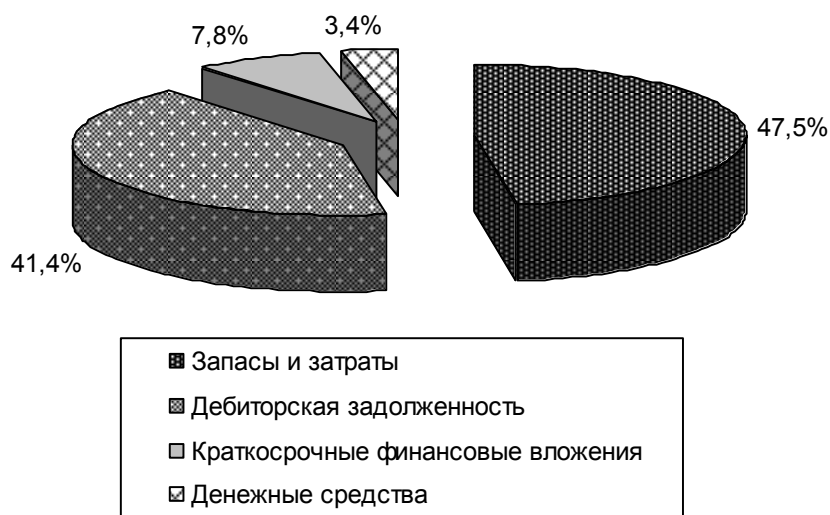 3,4%
7,8%
47,5%
41,4%
Запасы и затраты
Дебиторская задолженность
Краткосрочные финансовые вложения
Денежные средства